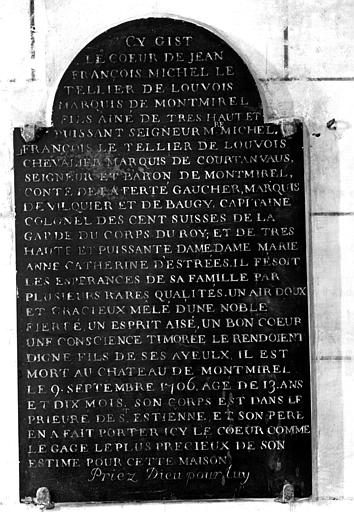 CY GIST
LE COEUR DE JEAN
FRANCOIS MICHEL LE
TELLIER DE LOUVOIS
MARQUIS DE MONTMIREL
FILS AINÉ DE TRES HAUT ET
PUISSANT SEIGNEUR MRE MICHEL,
FRANCOIS LE TELLIER DE LOUVOIS
CHEVALIER MARQUIS DE COURTANVAUS,
SEIGNEUR ET BARON DE MONTMIREL,
CONTE DE LA FERTE GAUCHER, MARQUIS
DE VILQUIER ET DE BAUGY, CAPITAINE
COLONEL DES CENT SUISSES DE LA
GARDE DU CORPS DU ROY; ET DE TRES
HAUTE ET PUISSANTE DAME DAME MARIE
ANNE CATHERINE D'ESTRÉES. IL FESOIT
LES ESPERANCES DE SA FAMILLE PAR
PLUSIEURS RARES QUALITÉS. UN AIR DOUX
ET GRACIEUX MÉLÉ DUNE NOBLE
FIERTÉ, UN ESPRIT AISÉ, UN BON COEUR
UNE CONSCIENCE TIMORÉE LE RENDOIENT
DIGNE FILS DE SES AYEULX. IL EST
MORT AU CHATEAU DE MONTMIREL
LE 9. SEPTEMBRE 1706. AGE DE 13. ANS
ET DIX MOIS. SON CORPS EST DANS LE
PRIEURÉ DE ST. ESTIENNE, ET SON PERE
EN A FAIT PORTER ICY LE COEUR COMME
LE GAGE LE PLUS PRECIEUX DE SON
ESTIME POUR CETTE MAISON
Priéz Dieu pour luy